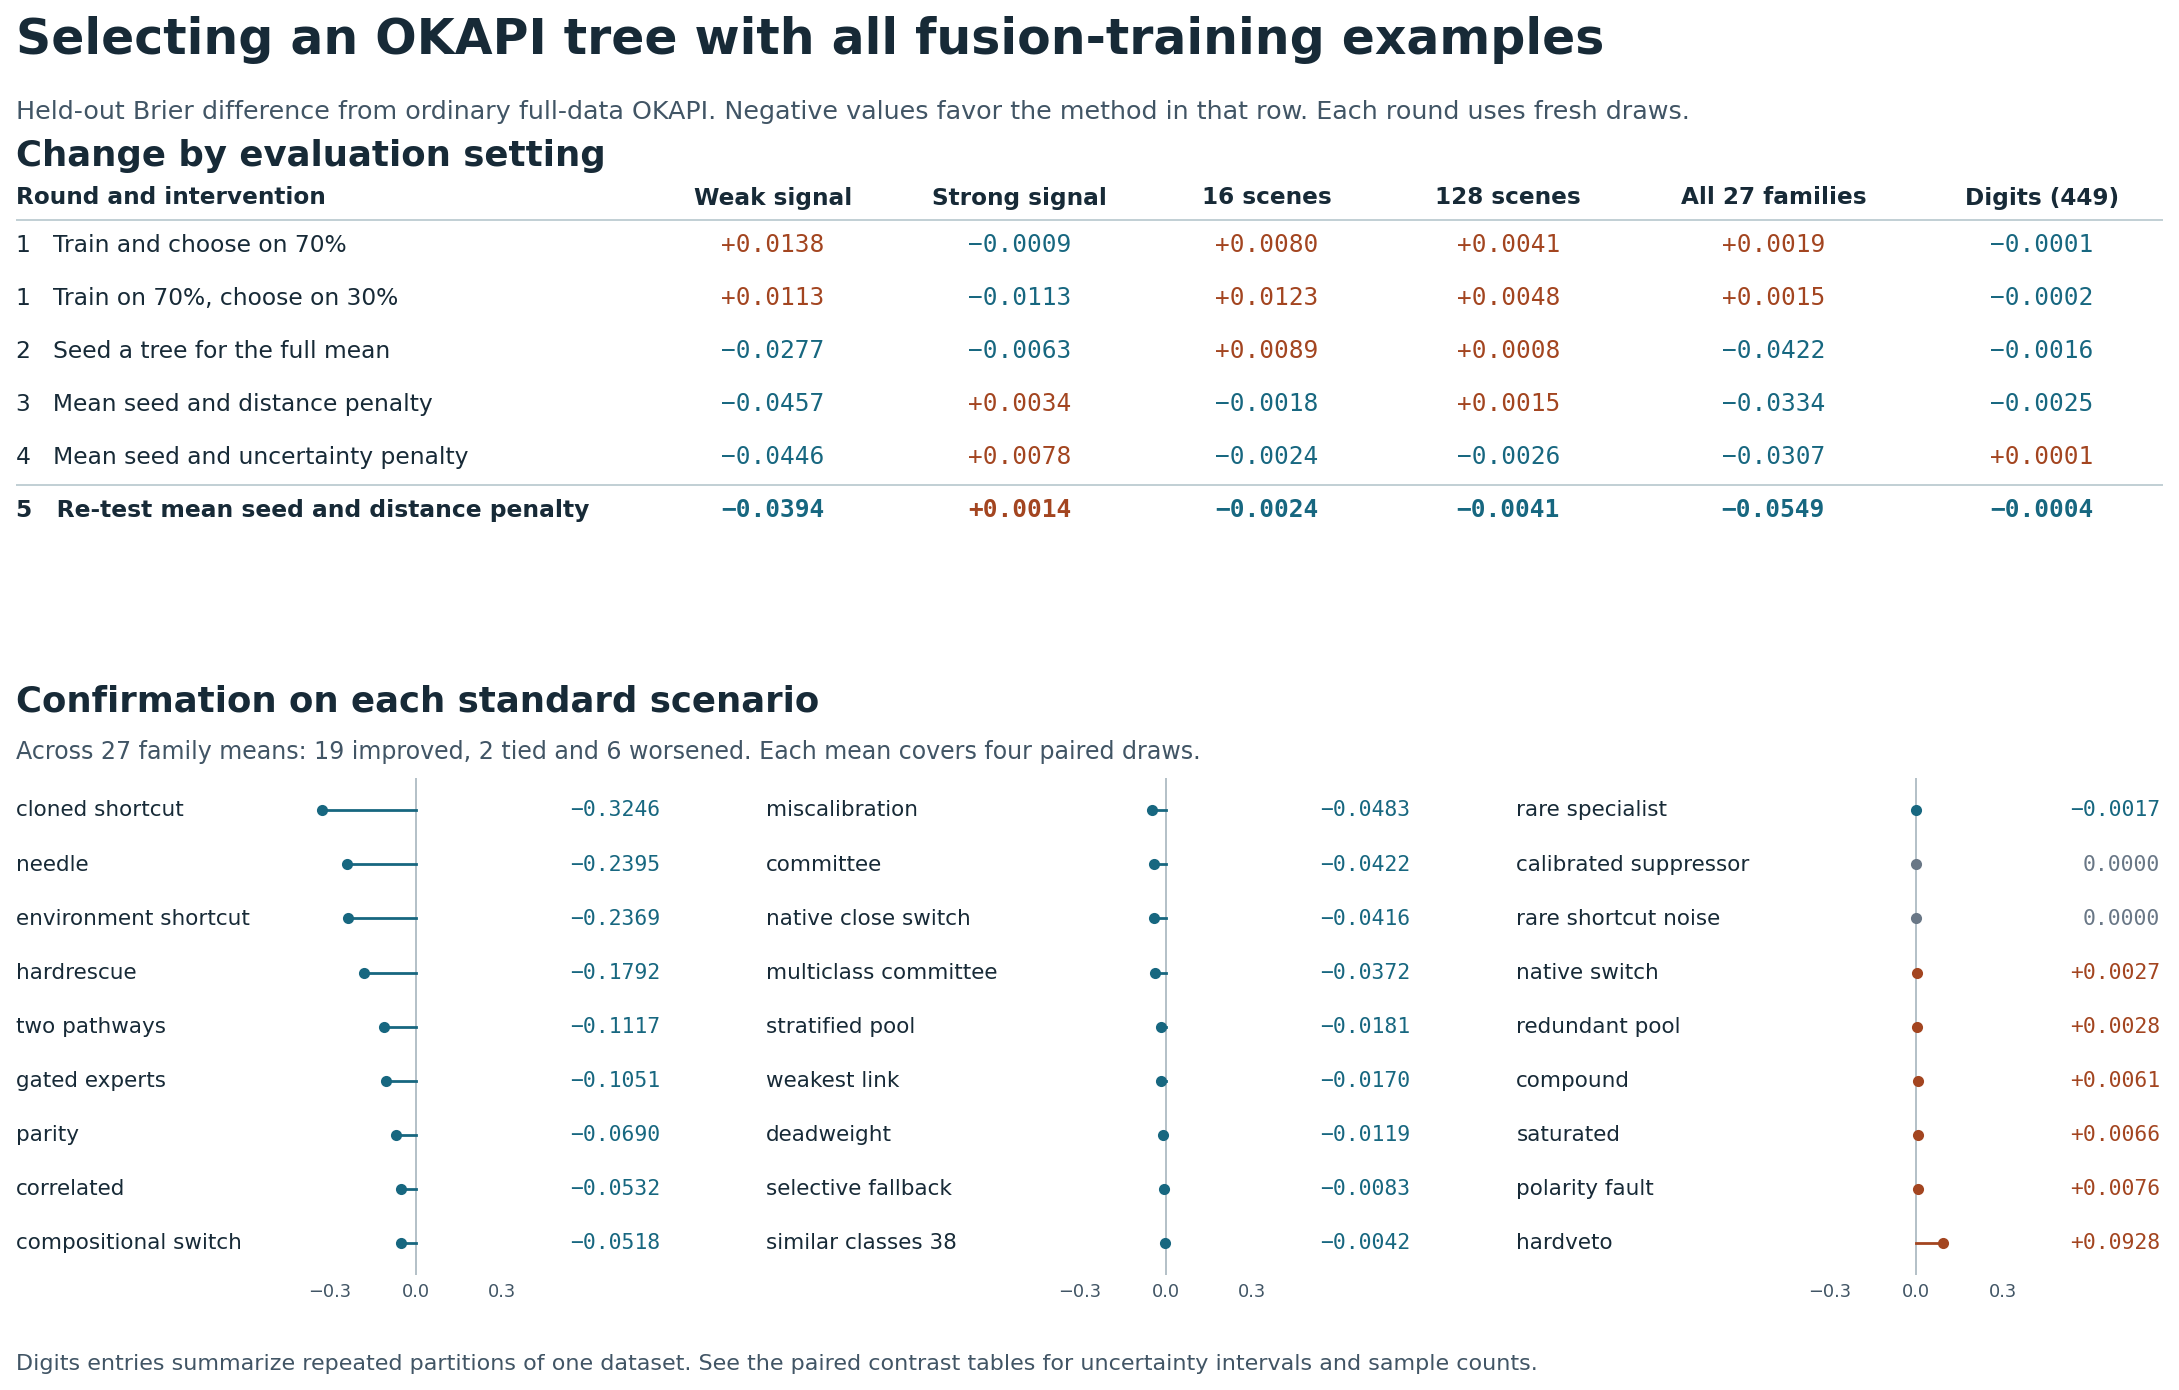 Selecting an OKAPI tree with all fusion-training examples
Held-out Brier difference from ordinary full-data OKAPI. Negative values favor the method in that row. Each round uses fresh draws.
Change by evaluation setting
Round and intervention Weak signal Strong signal 16 scenes 128 scenes All 27 families Digits (449)
1 Train and choose on 70% +0.0138 −0.0009 +0.0080 +0.0041 +0.0019 −0.0001
1 Train on 70%, choose on 30% +0.0113 −0.0113 +0.0123 +0.0048 +0.0015 −0.0002
2 Seed a tree for the full mean −0.0277 −0.0063 +0.0089 +0.0008 −0.0422 −0.0016
3 Mean seed and distance penalty −0.0457 +0.0034 −0.0018 +0.0015 −0.0334 −0.0025
4 Mean seed and uncertainty penalty −0.0446 +0.0078 −0.0024 −0.0026 −0.0307 +0.0001
5 Re-test mean seed and distance penalty −0.0394 +0.0014 −0.0024 −0.0041 −0.0549 −0.0004
Confirmation on each standard scenario
Across 27 family means: 19 improved, 2 tied and 6 worsened. Each mean covers four paired draws.
cloned shortcut −0.3246 miscalibration −0.0483 rare specialist −0.0017
needle −0.2395 committee −0.0422 calibrated suppressor 0.0000
environment shortcut −0.2369 native close switch −0.0416 rare shortcut noise 0.0000
hardrescue −0.1792 multiclass committee −0.0372 native switch +0.0027
two pathways −0.1117 stratified pool −0.0181 redundant pool +0.0028
gated experts −0.1051 weakest link −0.0170 compound +0.0061
parity −0.0690 deadweight −0.0119 saturated +0.0066
correlated −0.0532 selective fallback −0.0083 polarity fault +0.0076
compositional switch −0.0518 similar classes 38 −0.0042 hardveto +0.0928
−0.3 0.0 0.3 −0.3 0.0 0.3 −0.3 0.0 0.3
Digits entries summarize repeated partitions of one dataset. See the paired contrast tables for uncertainty intervals and sample counts.